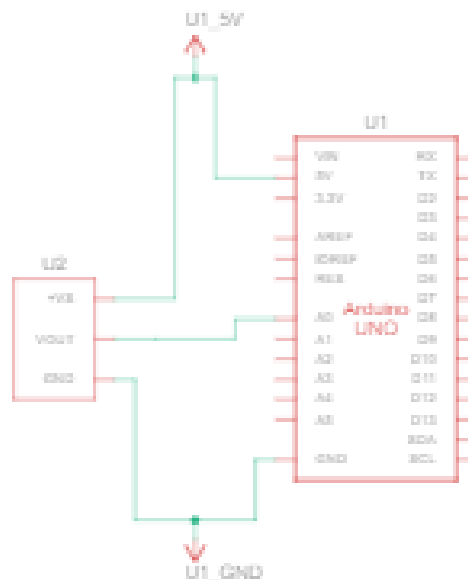 U1_5V
U1
VIN RX
5V TX
3.3V D2
D3
AREF D4
IOREF D5
RES D6
D7
A0 D8
A1 D9
A2 D10
A3 D11
A4 D12
A5 D13
SDA
GND SCL
Arduino
UNO
U2
+VS
VOUT
GND
U1_GND